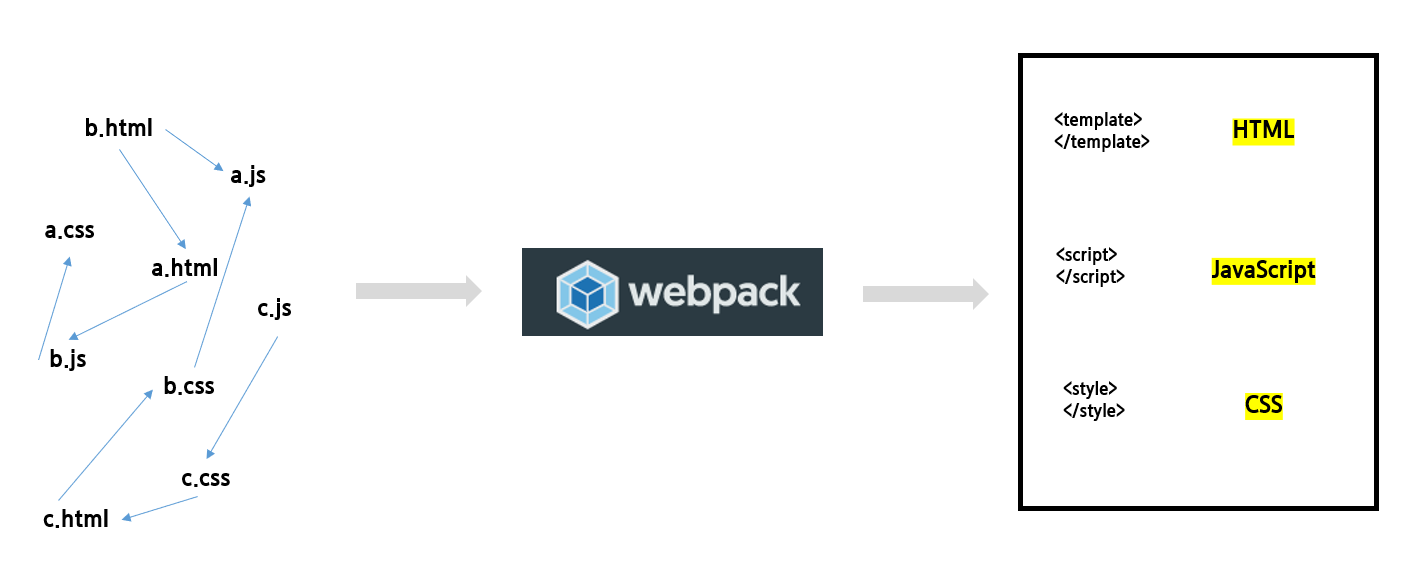 b.html
a.js
a.css
a.html
c.js
b.js
b.css
c.css
c.html
webpack
<template>
</template>
HTML
<script>
</script>
JavaScript
<style>
</style>
CSS